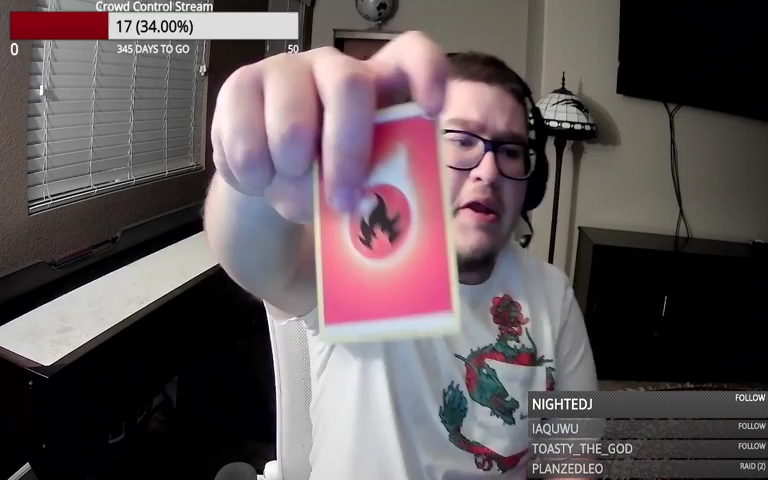 Crowd Control Stream
17 (34.00%)
0 345 DAYS TO GO 50
NIGHTEDJ FOLLOW
IAQUWU FOLLOW
TOASTY_THE_GOD FOLLOW
PLANZEDLEO RAID (2)